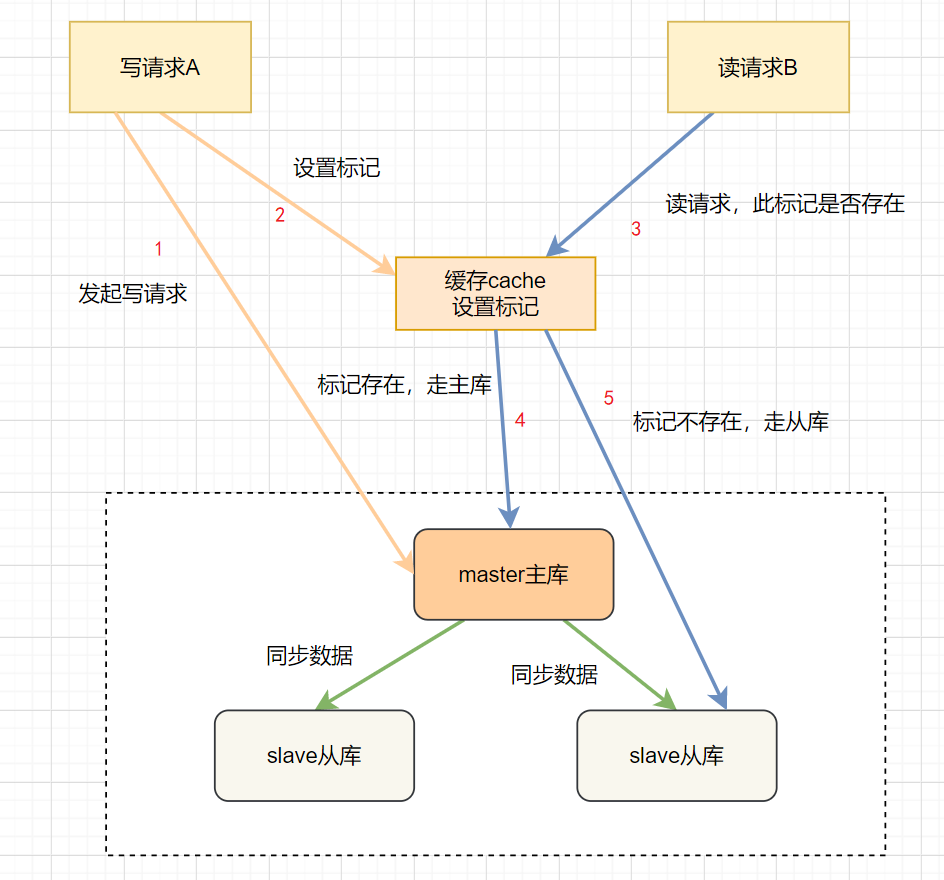 写请求A
读请求B
设置标记
2
读请求，此标记是否存在
3
1
发起写请求
缓存cache
设置标记
标记存在，走主库
4
5
标记不存在，走从库
master主库
同步数据
同步数据
slave从库
slave从库